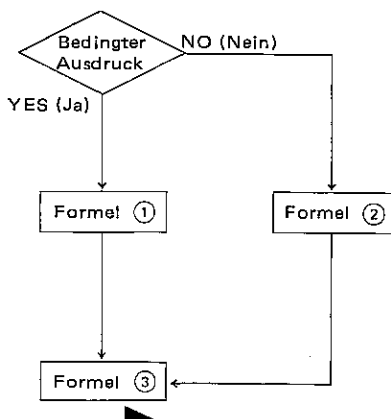 Bedingter
Ausdruck
NO (Nein)
YES (Ja)
Formel ①
Formel ②
Formel ③